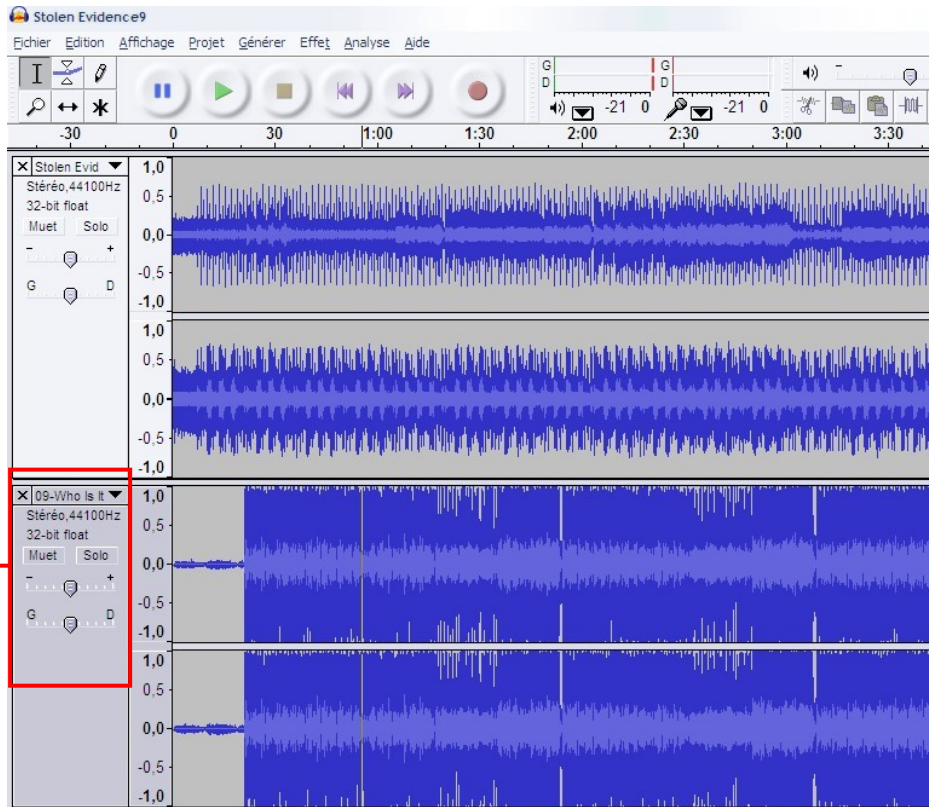 Stolen Evidence9
Fichier Edition Affichage Projet Générer Effet Analyse Aide
G G
D D
-21 0 -21 0
-30 0 30 1:00 1:30 2:00 2:30 3:00 3:30
Stolen Evid 1,0
Stéréo,44100Hz
32-bit float 0,5
Muet Solo
- + 0,0
G D -0,5
-1,0
1,0
0,5
0,0
-0,5
-1,0
09-Who Is It 1,0
Stéréo,44100Hz
32-bit float 0,5
Muet Solo
- + 0,0
G D -0,5
-1,0
1,0
0,5
0,0
-0,5
-1,0